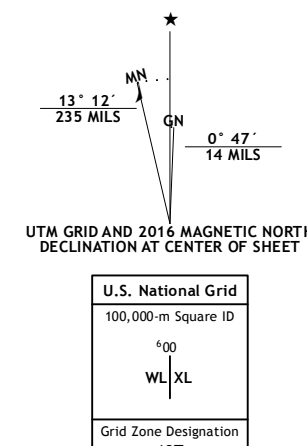 MN
13° 12´
235 MILS
GN
0° 47´
14 MILS
UTM GRID AND 2016 MAGNETIC NORTH
DECLINATION AT CENTER OF SHEET
U.S. National Grid
100,000-m Square ID
600
WL XL
Grid Zone Designation